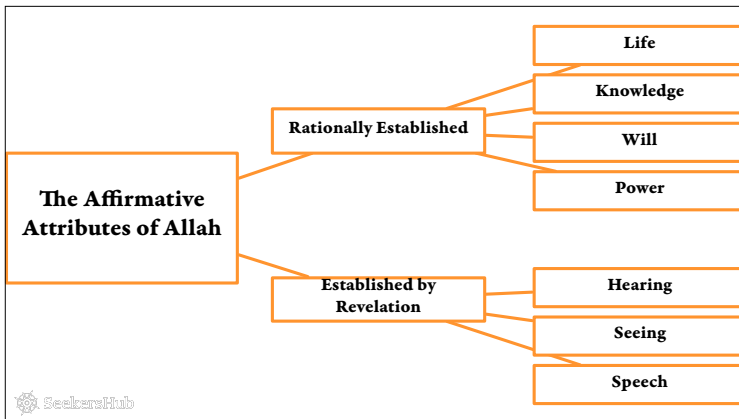 The Affirmative
Attributes of Allah
Rationally Established
Life
Knowledge
Will
Power
Established by
Revelation
Hearing
Seeing
Speech
SeekersHub